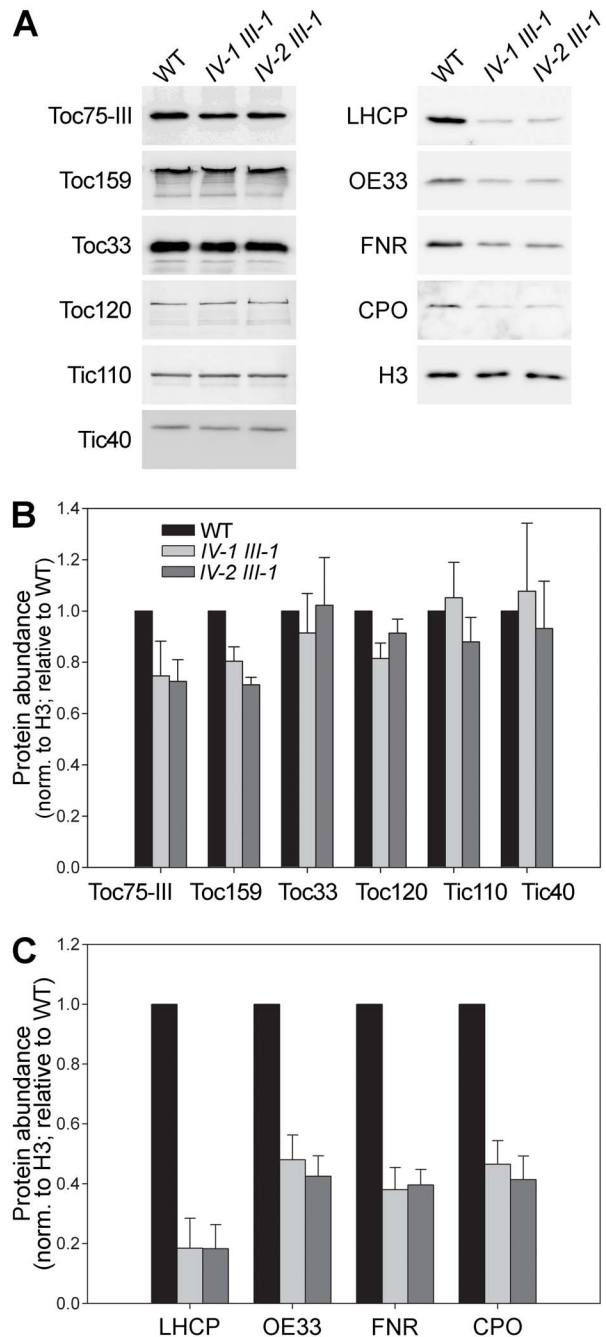 A
WT IV-1 III-1 IV-2 III-1
WT IV-1 III-1 IV-2 III-1
Toc75-III
Toc159
Toc33
Toc120
Tic110
Tic40
LHCP
OE33
FNR
CPO
H3
B
Protein abundance
(norm. to H3; relative to WT)
1.4
1.2
1.0
0.8
0.6
0.4
0.2
0.0
WT
IV-1 III-1
IV-2 III-1
Toc75-III Toc159 Toc33 Toc120 Tic110 Tic40
C
Protein abundance
(norm. to H3; relative to WT)
1.2
1.0
0.8
0.6
0.4
0.2
0.0
LHCP OE33 FNR CPO